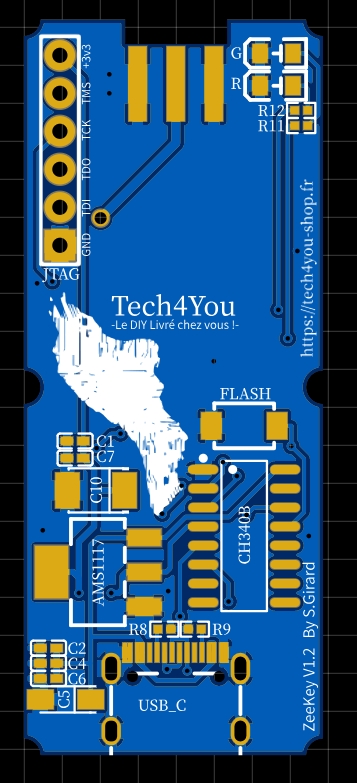 +3v3
TMS
TCK
TDO
TDI
GND
JTAG
G
R
R12
R11
https://tech4you-shop.fr
Tech4You
-Le DIY Livré chez vous !-
FLASH
C1
C7
C10
AMS1117
CH340B
R8 R9
C2
C4
C6
C5
USB_C
ZeeKey V1.2 By S.Girard